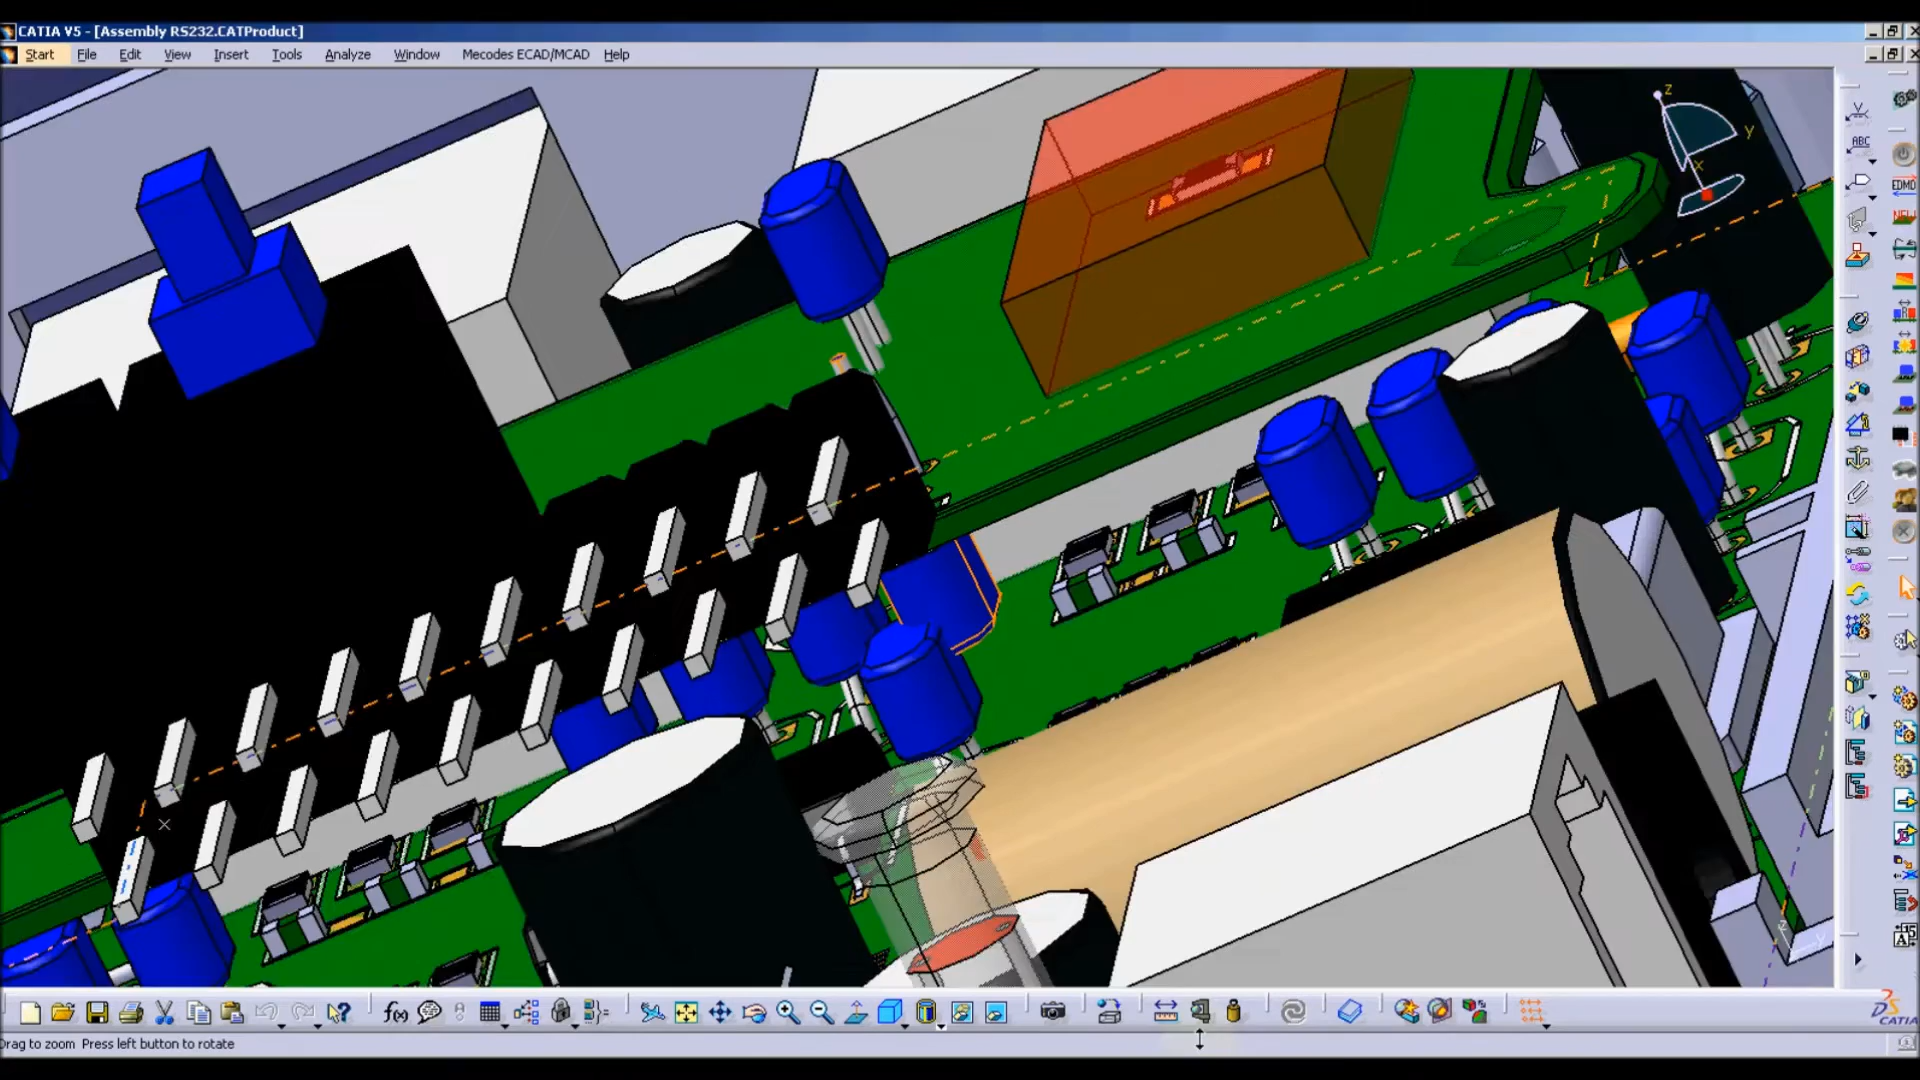 CATIA V5 - [Assembly RS232.CATProduct]
Start File Edit View Insert Tools Analyze Window Mecodes ECAD/MCAD Help
z
y
x
ABC
EDMD
NEW
f(x)
z
CATIA
Drag to zoom Press left button to rotate